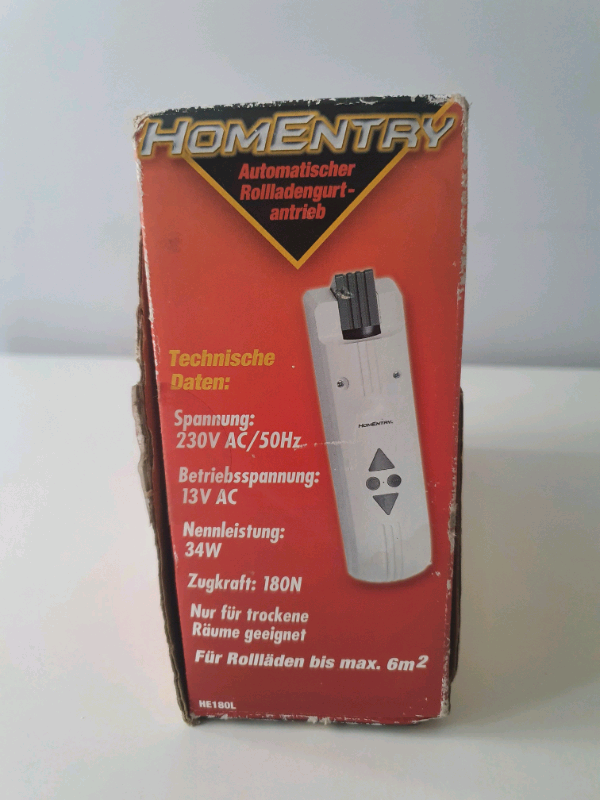 HOMENTRY
Automatischer
Rollladengurt-
antrieb
HOMENTRY
Technische
Daten:
Spannung:
230V AC/50Hz
Betriebsspannung:
13V AC
Nennleistung:
34W
Zugkraft: 180N
Nur für trockene
Räume geeignet
Für Rollläden bis max. 6m²
HE180L